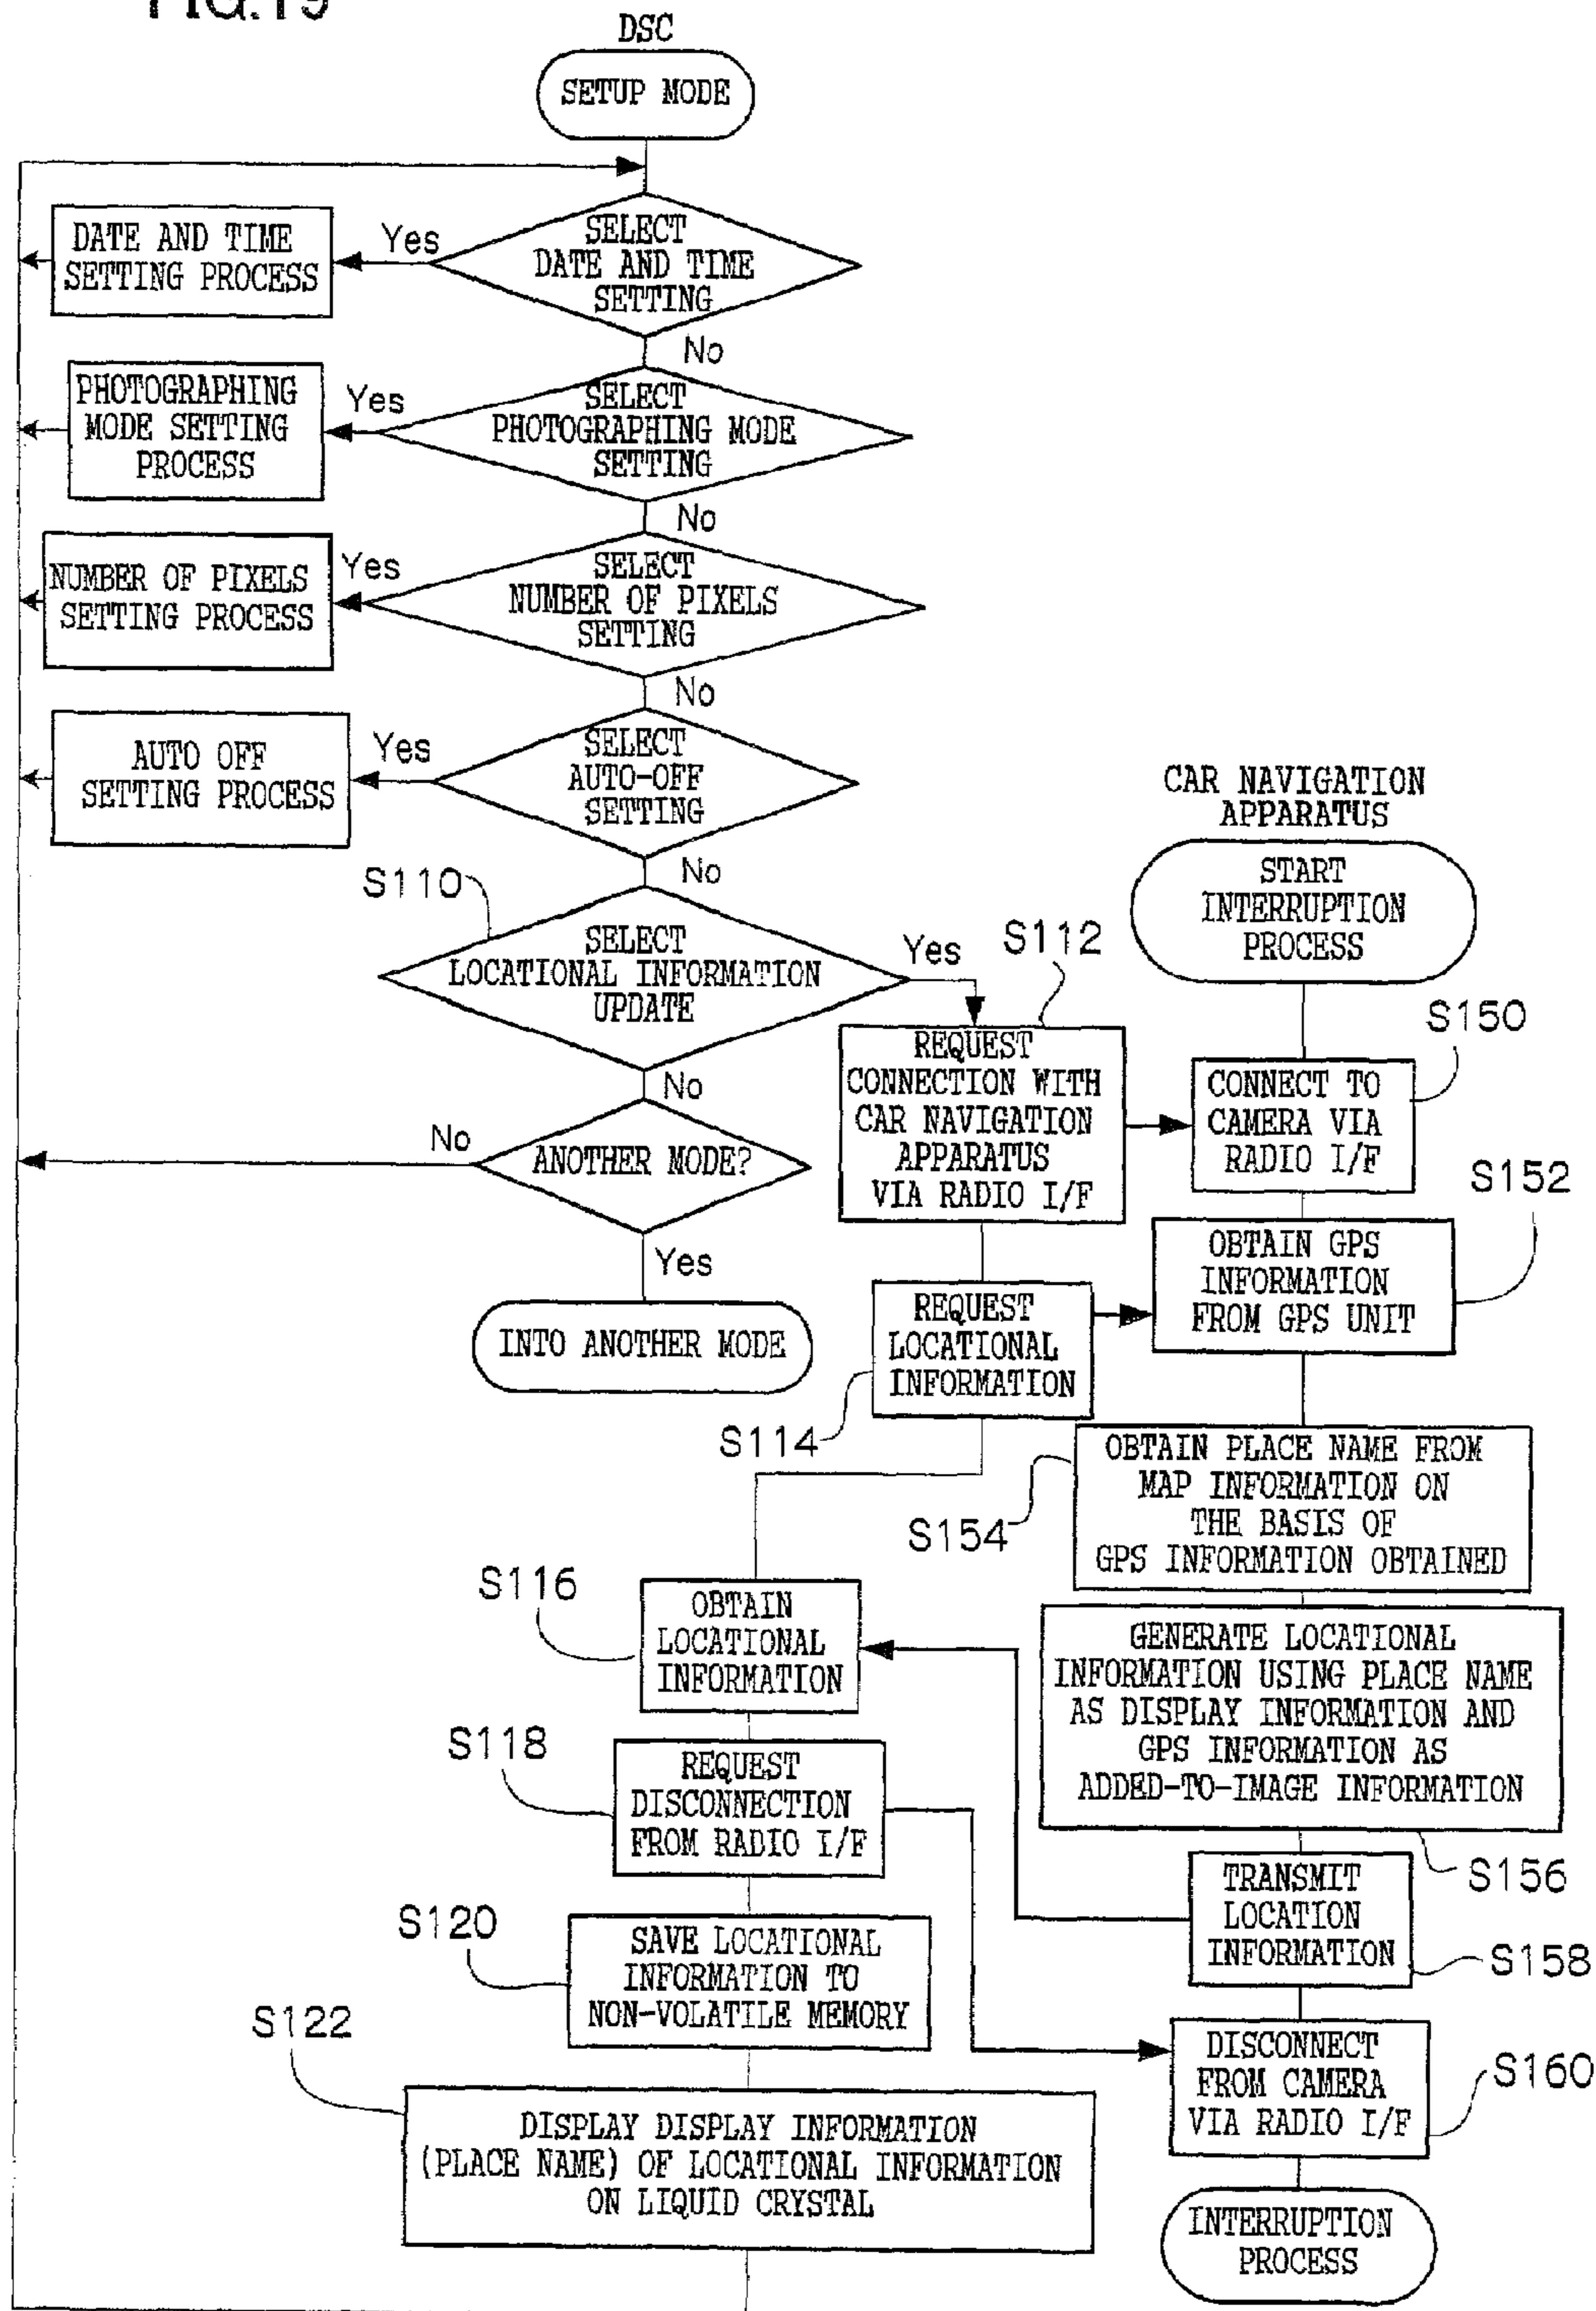 FIG.19
DSC
SETUP MODE
DATE AND TIME
SETTING PROCESS
Yes
SELECT
DATE AND TIME
SETTING
No
PHOTOGRAPHING
MODE SETTING
PROCESS
Yes
SELECT
PHOTOGRAPHING MODE
SETTING
No
NUMBER OF PIXELS
SETTING PROCESS
Yes
SELECT
NUMBER OF PIXELS
SETTING
No
AUTO OFF
SETTING PROCESS
Yes
SELECT
AUTO-OFF
SETTING
No
S110
SELECT
LOCATIONAL INFORMATION
UPDATE
Yes
No
No
ANOTHER MODE?
Yes
INTO ANOTHER MODE
S112
REQUEST
CONNECTION WITH
CAR NAVIGATION
APPARATUS
VIA RADIO I/F
REQUEST
LOCATIONAL
INFORMATION
S114
S116
OBTAIN
LOCATIONAL
INFORMATION
S118
REQUEST
DISCONNECTION
FROM RADIO I/F
S120
SAVE LOCATIONAL
INFORMATION TO
NON-VOLATILE MEMORY
S122
DISPLAY DISPLAY INFORMATION
(PLACE NAME) OF LOCATIONAL INFORMATION
ON LIQUID CRYSTAL
CAR NAVIGATION
APPARATUS
START
INTERRUPTION
PROCESS
S150
CONNECT TO
CAMERA VIA
RADIO I/F
S152
OBTAIN GPS
INFORMATION
FROM GPS UNIT
S154
OBTAIN PLACE NAME FROM
MAP INFORMATION ON
THE BASIS OF
GPS INFORMATION OBTAINED
GENERATE LOCATIONAL
INFORMATION USING PLACE NAME
AS DISPLAY INFORMATION AND
GPS INFORMATION AS
ADDED-TO-IMAGE INFORMATION
S156
TRANSMIT
LOCATION
INFORMATION
S158
DISCONNECT
FROM CAMERA
VIA RADIO I/F
S160
INTERRUPTION
PROCESS